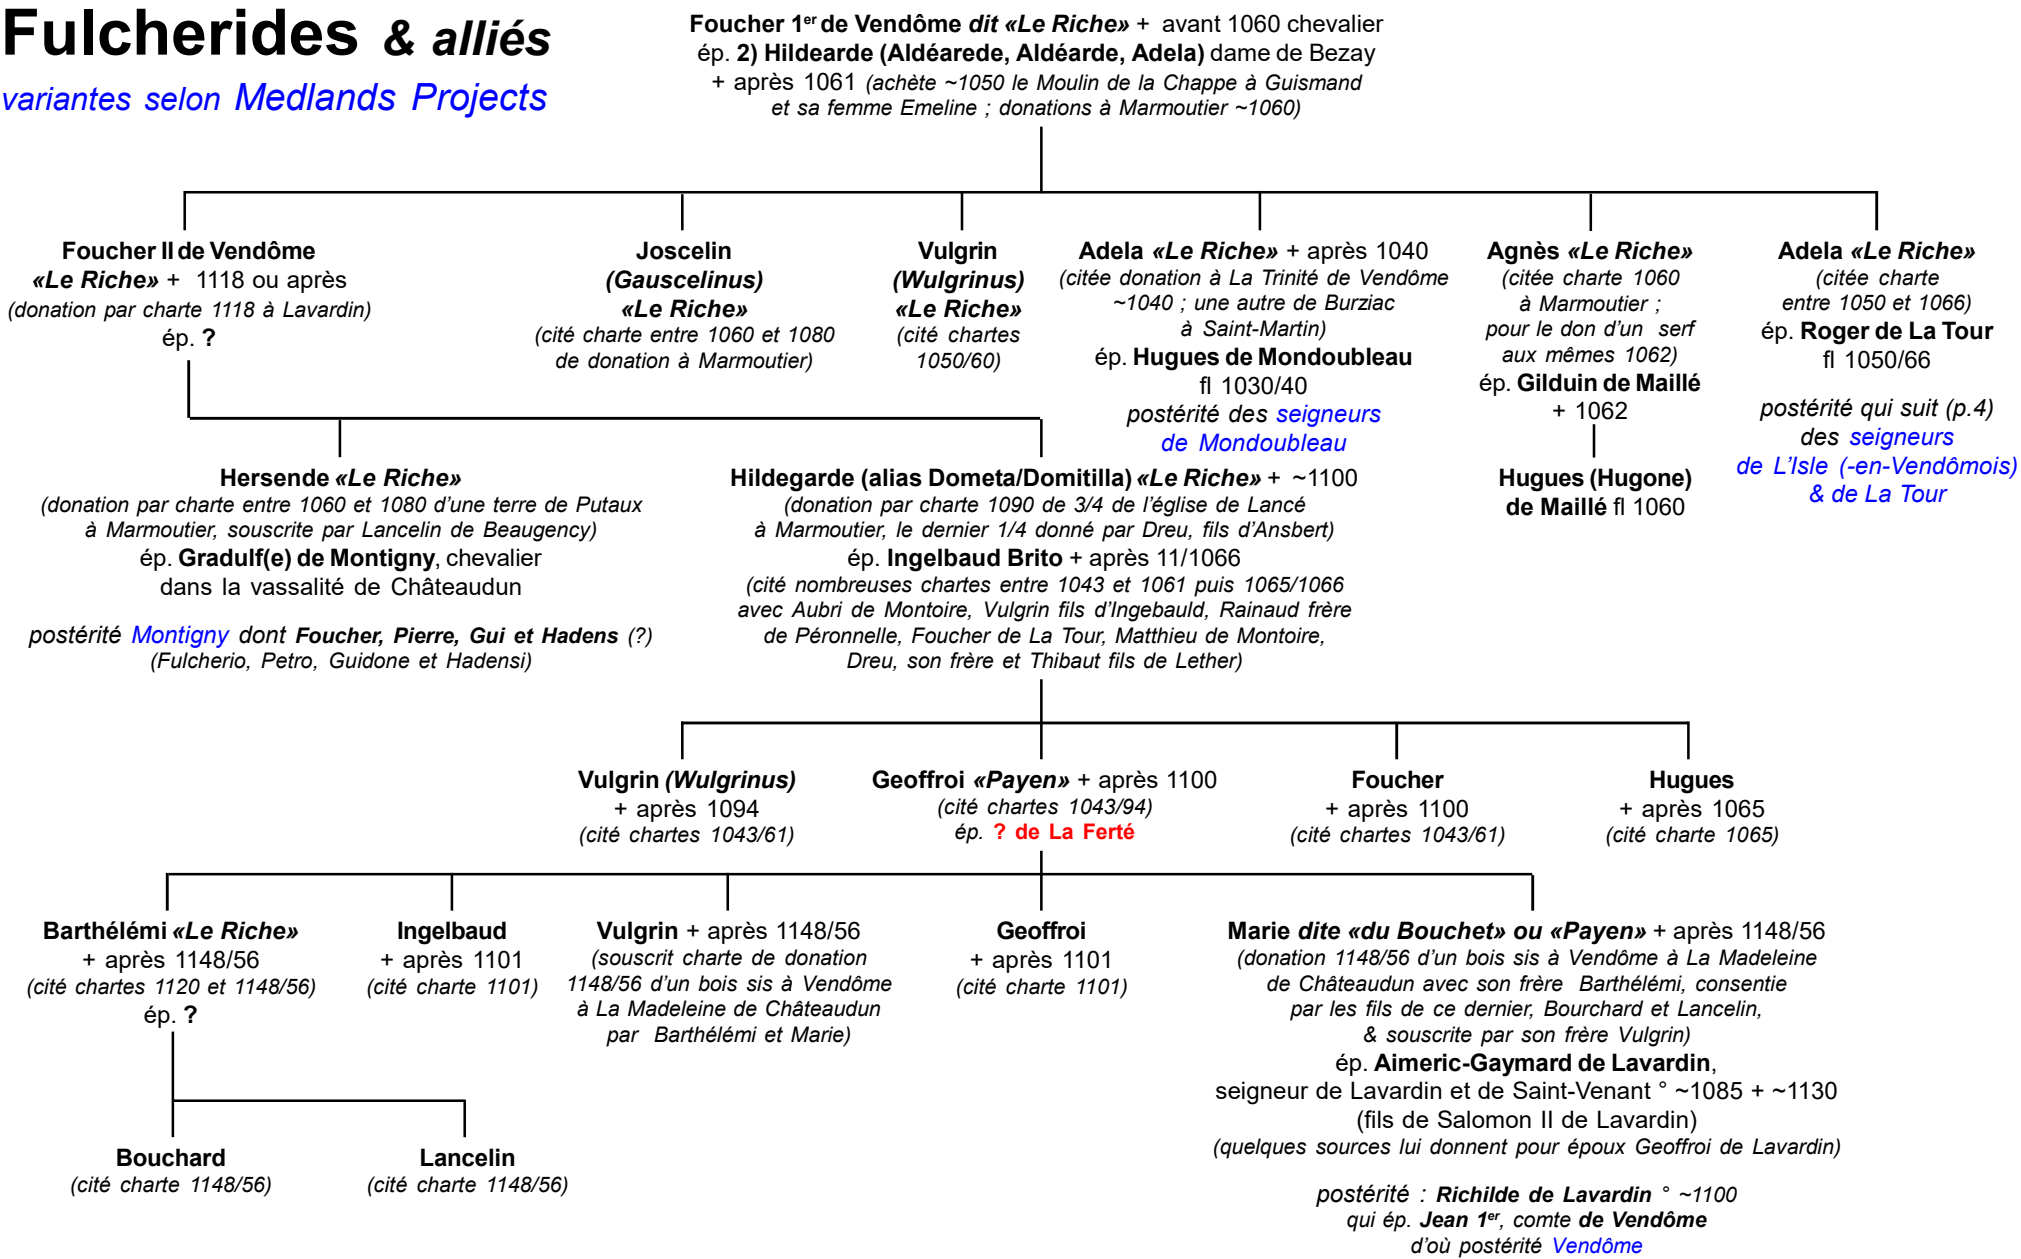 Fulcherides & alliés
variantes selon Medlands Projects
Foucher 1er de Vendôme dit «Le Riche» + avant 1060 chevalier
ép. 2) Hildearde (Aldéarede, Aldéarde, Adela) dame de Bezay
+ après 1061 (achète ~1050 le Moulin de la Chappe à Guismand
et sa femme Emeline ; donations à Marmoutier ~1060)
Foucher II de Vendôme
«Le Riche» + 1118 ou après
(donation par charte 1118 à Lavardin)
ép. ?
Joscelin
(Gauscelinus)
«Le Riche»
(cité charte entre 1060 et 1080
de donation à Marmoutier)
Vulgrin
(Wulgrinus)
«Le Riche»
(cité chartes
1050/60)
Adela «Le Riche» + après 1040
(citée donation à La Trinité de Vendôme
~1040 ; une autre de Burziac
à Saint-Martin)
ép. Hugues de Mondoubleau
fl 1030/40
postérité des seigneurs
de Mondoubleau
Agnès «Le Riche»
(citée charte 1060
à Marmoutier ;
pour le don d'un serf
aux mêmes 1062)
ép. Gilduin de Maillé
+ 1062
Hugues (Hugone)
de Maillé fl 1060
Adela «Le Riche»
(citée charte
entre 1050 et 1066)
ép. Roger de La Tour
fl 1050/66
postérité qui suit (p.4)
des seigneurs
de L'Isle (-en-Vendômois)
& de La Tour
Hersende «Le Riche»
(donation par charte entre 1060 et 1080 d'une terre de Putaux
à Marmoutier, souscrite par Lancelin de Beaugency)
ép. Gradulf(e) de Montigny, chevalier
dans la vassalité de Châteaudun
postérité Montigny dont Foucher, Pierre, Gui et Hadens (?)
(Fulcherio, Petro, Guidone et Hadensi)
Hildegarde (alias Dometa/Domitilla) «Le Riche» + ~1100
(donation par charte 1090 de 3/4 de l'église de Lancé
à Marmoutier, le dernier 1/4 donné par Dreu, fils d'Ansbert)
ép. Ingelbaud Brito + après 11/1066
(cité nombreuses chartes entre 1043 et 1061 puis 1065/1066
avec Aubri de Montoire, Vulgrin fils d'Ingebauld, Rainaud frère
de Péronnelle, Foucher de La Tour, Matthieu de Montoire,
Dreu, son frère et Thibaut fils de Lether)
Vulgrin (Wulgrinus)
+ après 1094
(cité chartes 1043/61)
Geoffroi «Payen» + après 1100
(cité chartes 1043/94)
ép. ? de La Ferté
Foucher
+ après 1100
(cité chartes 1043/61)
Hugues
+ après 1065
(cité charte 1065)
Barthélémi «Le Riche»
+ après 1148/56
(cité chartes 1120 et 1148/56)
ép. ?
Ingelbaud
+ après 1101
(cité charte 1101)
Vulgrin + après 1148/56
(souscrit charte de donation
1148/56 d'un bois sis à Vendôme
à La Madeleine de Châteaudun
par Barthélémi et Marie)
Geoffroi
+ après 1101
(cité charte 1101)
Marie dite «du Bouchet» ou «Payen» + après 1148/56
(donation 1148/56 d'un bois sis à Vendôme à La Madeleine
de Châteaudun avec son frère Barthélémi, consentie
par les fils de ce dernier, Bourchard et Lancelin,
& souscrite par son frère Vulgrin)
ép. Aimeric-Gaymard de Lavardin,
seigneur de Lavardin et de Saint-Venant ° ~1085 + ~1130
(fils de Salomon II de Lavardin)
(quelques sources lui donnent pour époux Geoffroi de Lavardin)
postérité : Richilde de Lavardin ° ~1100
qui ép. Jean 1er, comte de Vendôme
d'où postérité Vendôme
Bouchard
(cité charte 1148/56)
Lancelin
(cité charte 1148/56)